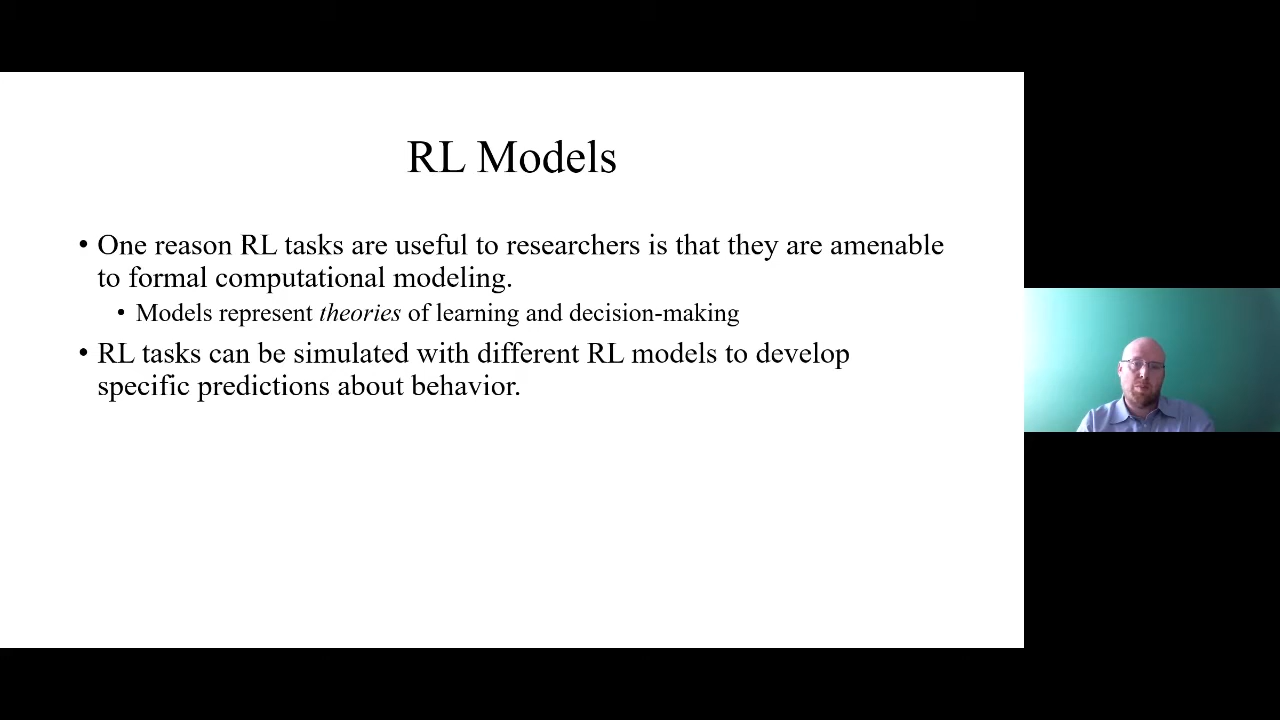 RL Models
• One reason RL tasks are useful to researchers is that they are amenable
to formal computational modeling.
• Models represent theories of learning and decision-making
• RL tasks can be simulated with different RL models to develop
specific predictions about behavior.